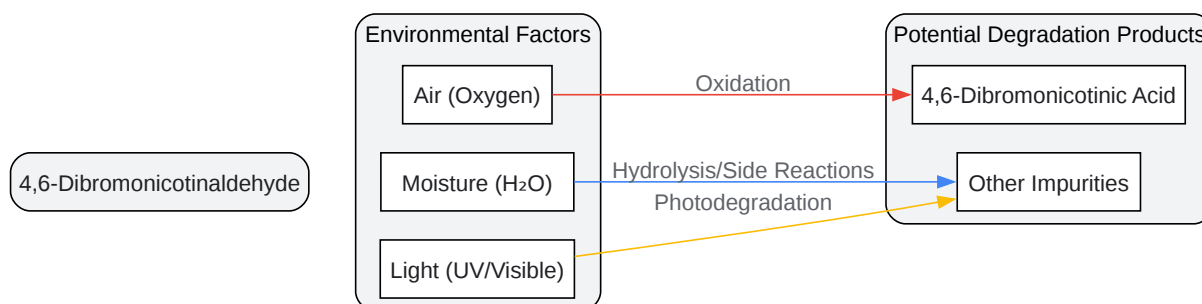 4,6-Dibromonicotinaldehyde
Environmental Factors
Air (Oxygen)
Moisture (H₂O)
Light (UV/Visible)
Oxidation
Hydrolysis/Side Reactions
Photodegradation
Potential Degradation Products
4,6-Dibromonicotinic Acid
Other Impurities